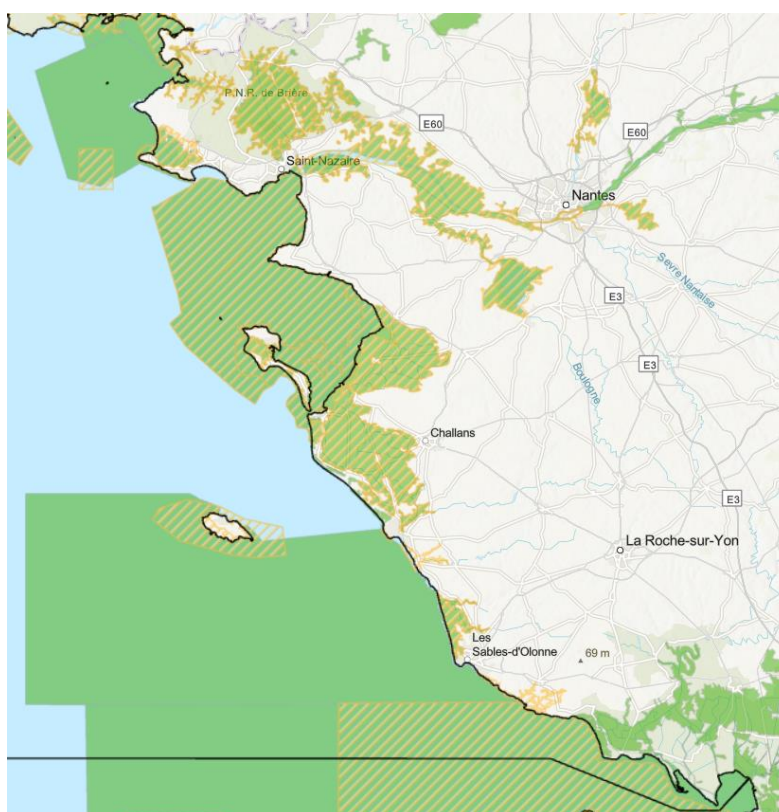 P.N.R. de Brière
E60
E60
Saint-Nazaire
Nantes
Sèvre Nantaise
E3
Boulogne
E3
Challans
E3
La Roche-sur-Yon
Les
Sables-d'Olonne
69 m